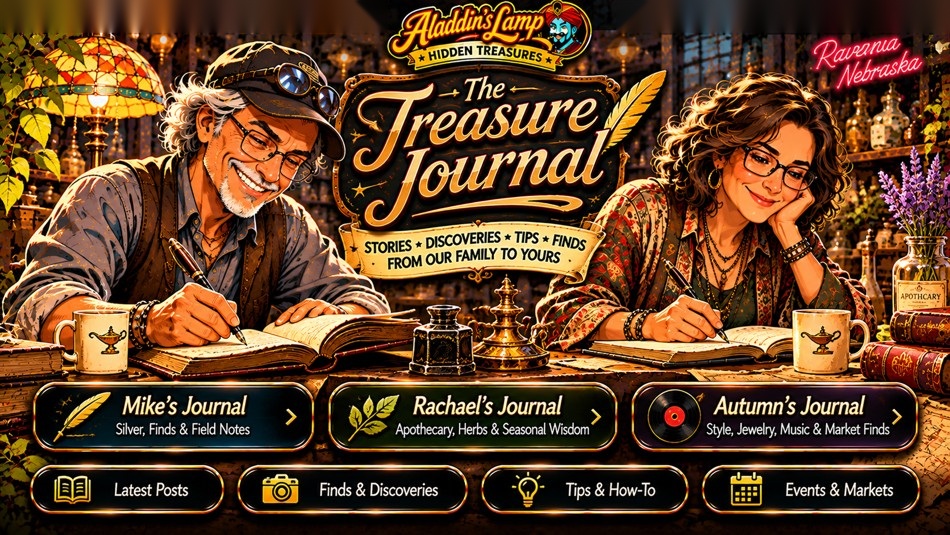 Aladdin's Lamp
★ HIDDEN TREASURES ★
Ravenna
Nebraska
The
Treasure
Journal
STORIES ★ DISCOVERIES ★ TIPS ★ FINDS
FROM OUR FAMILY TO YOURS
APOTHECARY
Mike's Journal
Silver, Finds & Field Notes
Rachael's Journal
Apothecary, Herbs & Seasonal Wisdom
Autumn's Journal
Style, Jewelry, Music & Market Finds
Latest Posts
Finds & Discoveries
Tips & How-To
Events & Markets